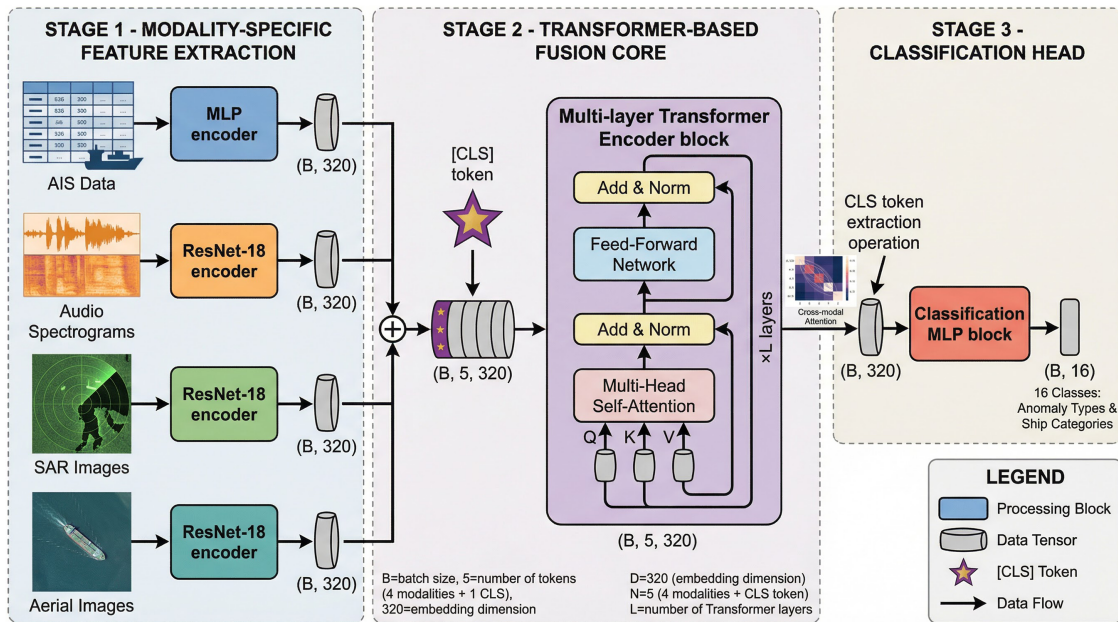 STAGE 1 - MODALITY-SPECIFIC
FEATURE EXTRACTION
AIS Data
MLP
encoder
(B, 320)
Audio
Spectrograms
ResNet-18
encoder
(B, 320)
SAR Images
ResNet-18
encoder
(B, 320)
Aerial Images
ResNet-18
encoder
(B, 320)
STAGE 2 - TRANSFORMER-BASED
FUSION CORE
[CLS]
token
(B, 5, 320)
Multi-layer Transformer
Encoder block
Add & Norm
Feed-Forward
Network
Add & Norm
Multi-Head
Self-Attention
Q
K
V
×L layers
(B, 5, 320)
B=batch size, 5=number of tokens
(4 modalities + 1 CLS),
320=embedding dimension
D=320 (embedding dimension)
N=5 (4 modalities + CLS token)
L=number of Transformer layers
Cross-modal
Attention
STAGE 3 -
CLASSIFICATION HEAD
CLS token
extraction
operation
(B, 320)
Classification
MLP block
(B, 16)
16 Classes:
Anomaly Types &
Ship Categories
LEGEND
Processing Block
Data Tensor
[CLS] Token
Data Flow